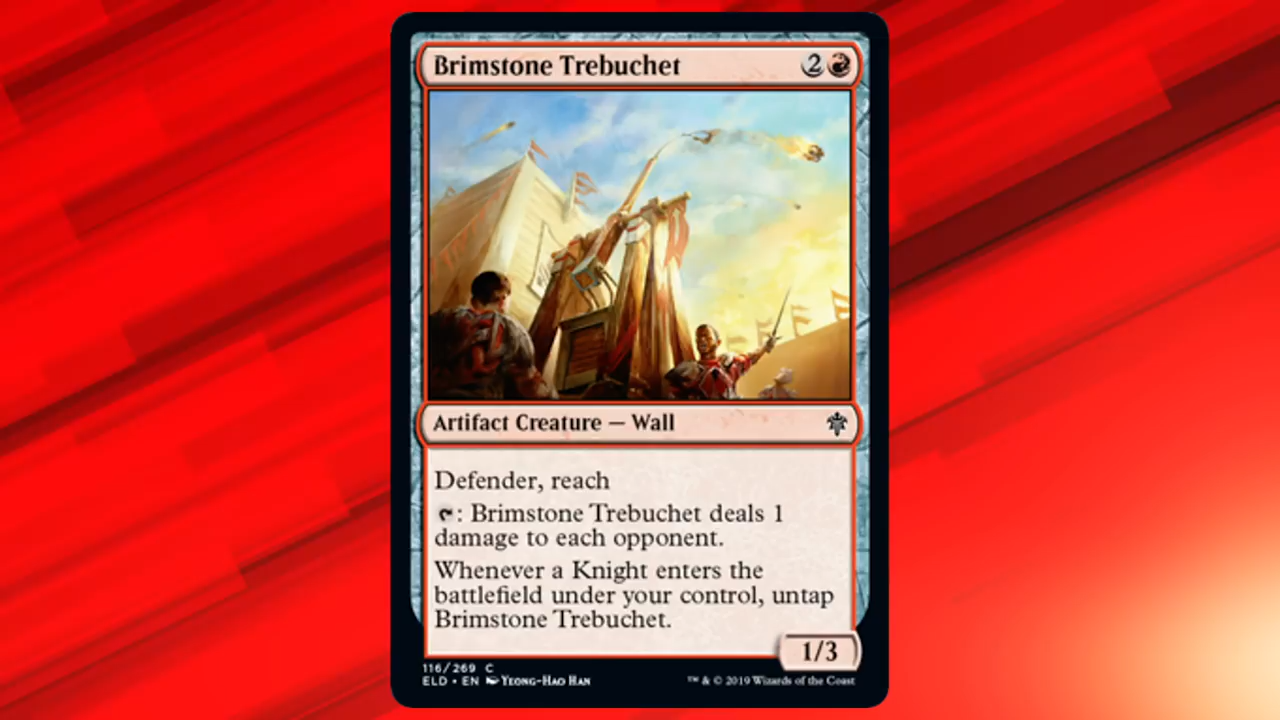 Brimstone Trebuchet 2
Artifact Creature — Wall
Defender, reach
: Brimstone Trebuchet deals 1
damage to each opponent.
Whenever a Knight enters the
battlefield under your control, untap
Brimstone Trebuchet.
1/3
116/269 C
ELD • EN Yeong-Hao Han
™ & © 2019 Wizards of the Coast